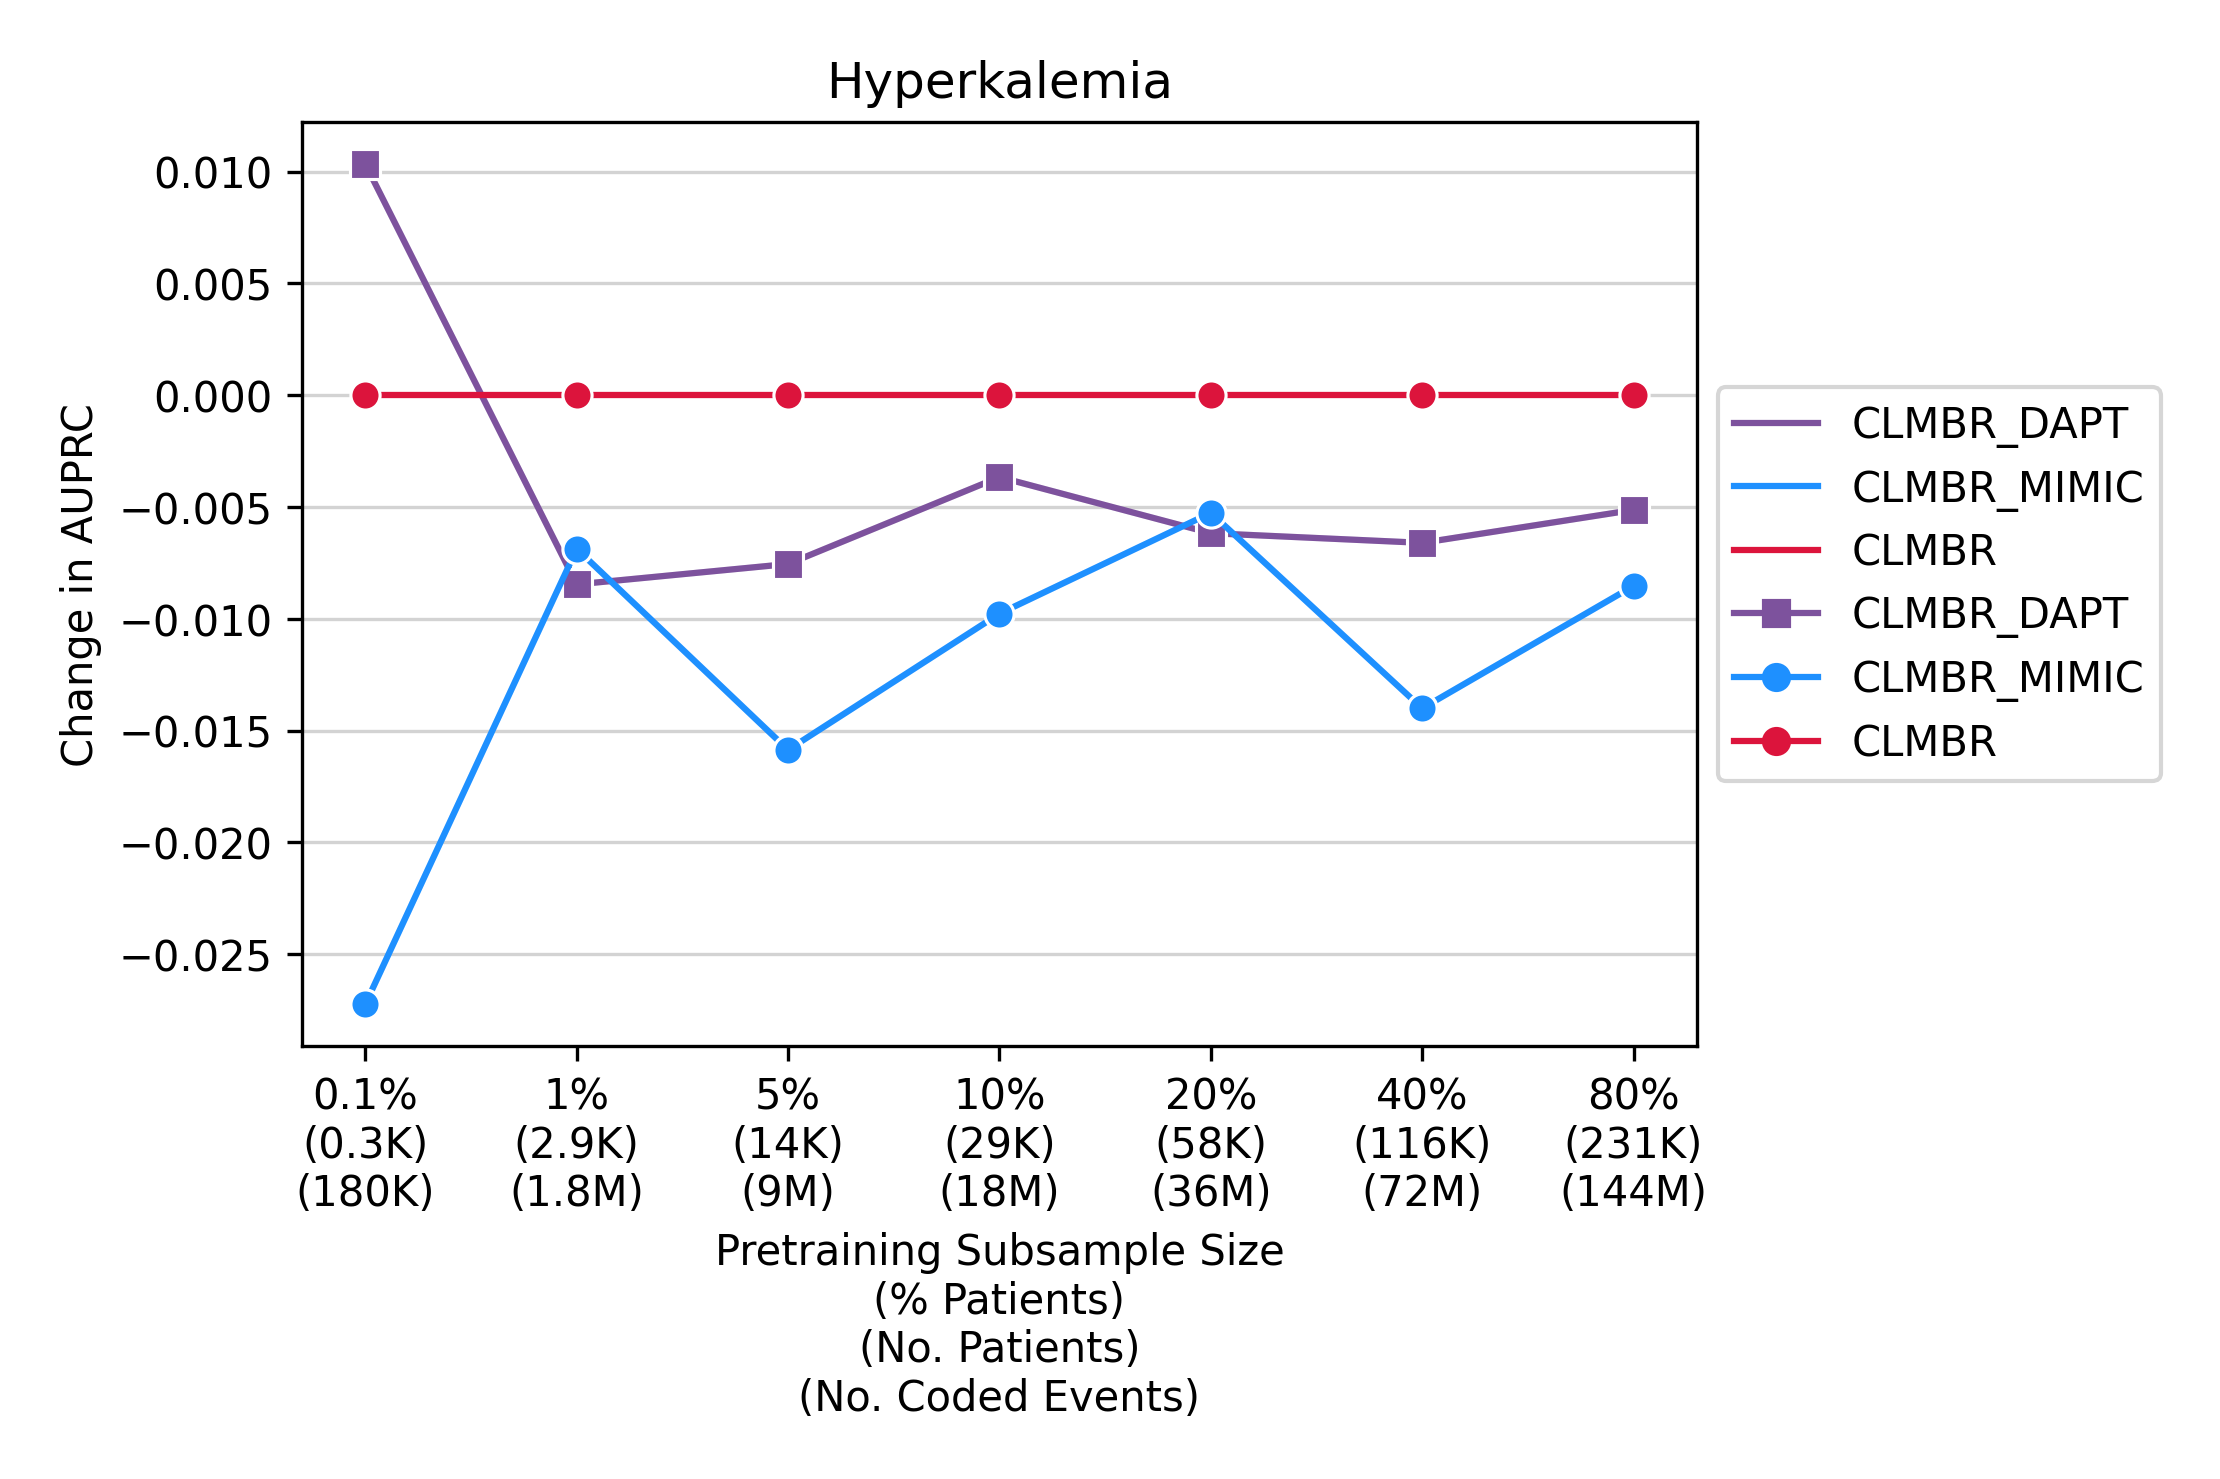 Hyperkalemia
0.010
0.005
0.000
−0.005
−0.010
−0.015
−0.020
−0.025
Change in AUPRC
CLMBR_DAPT
CLMBR_MIMIC
CLMBR
CLMBR_DAPT
CLMBR_MIMIC
CLMBR
0.1% 1% 5% 10% 20% 40% 80%
(0.3K) (2.9K) (14K) (29K) (58K) (116K) (231K)
(180K) (1.8M) (9M) (18M) (36M) (72M) (144M)
Pretraining Subsample Size
(% Patients)
(No. Patients)
(No. Coded Events)